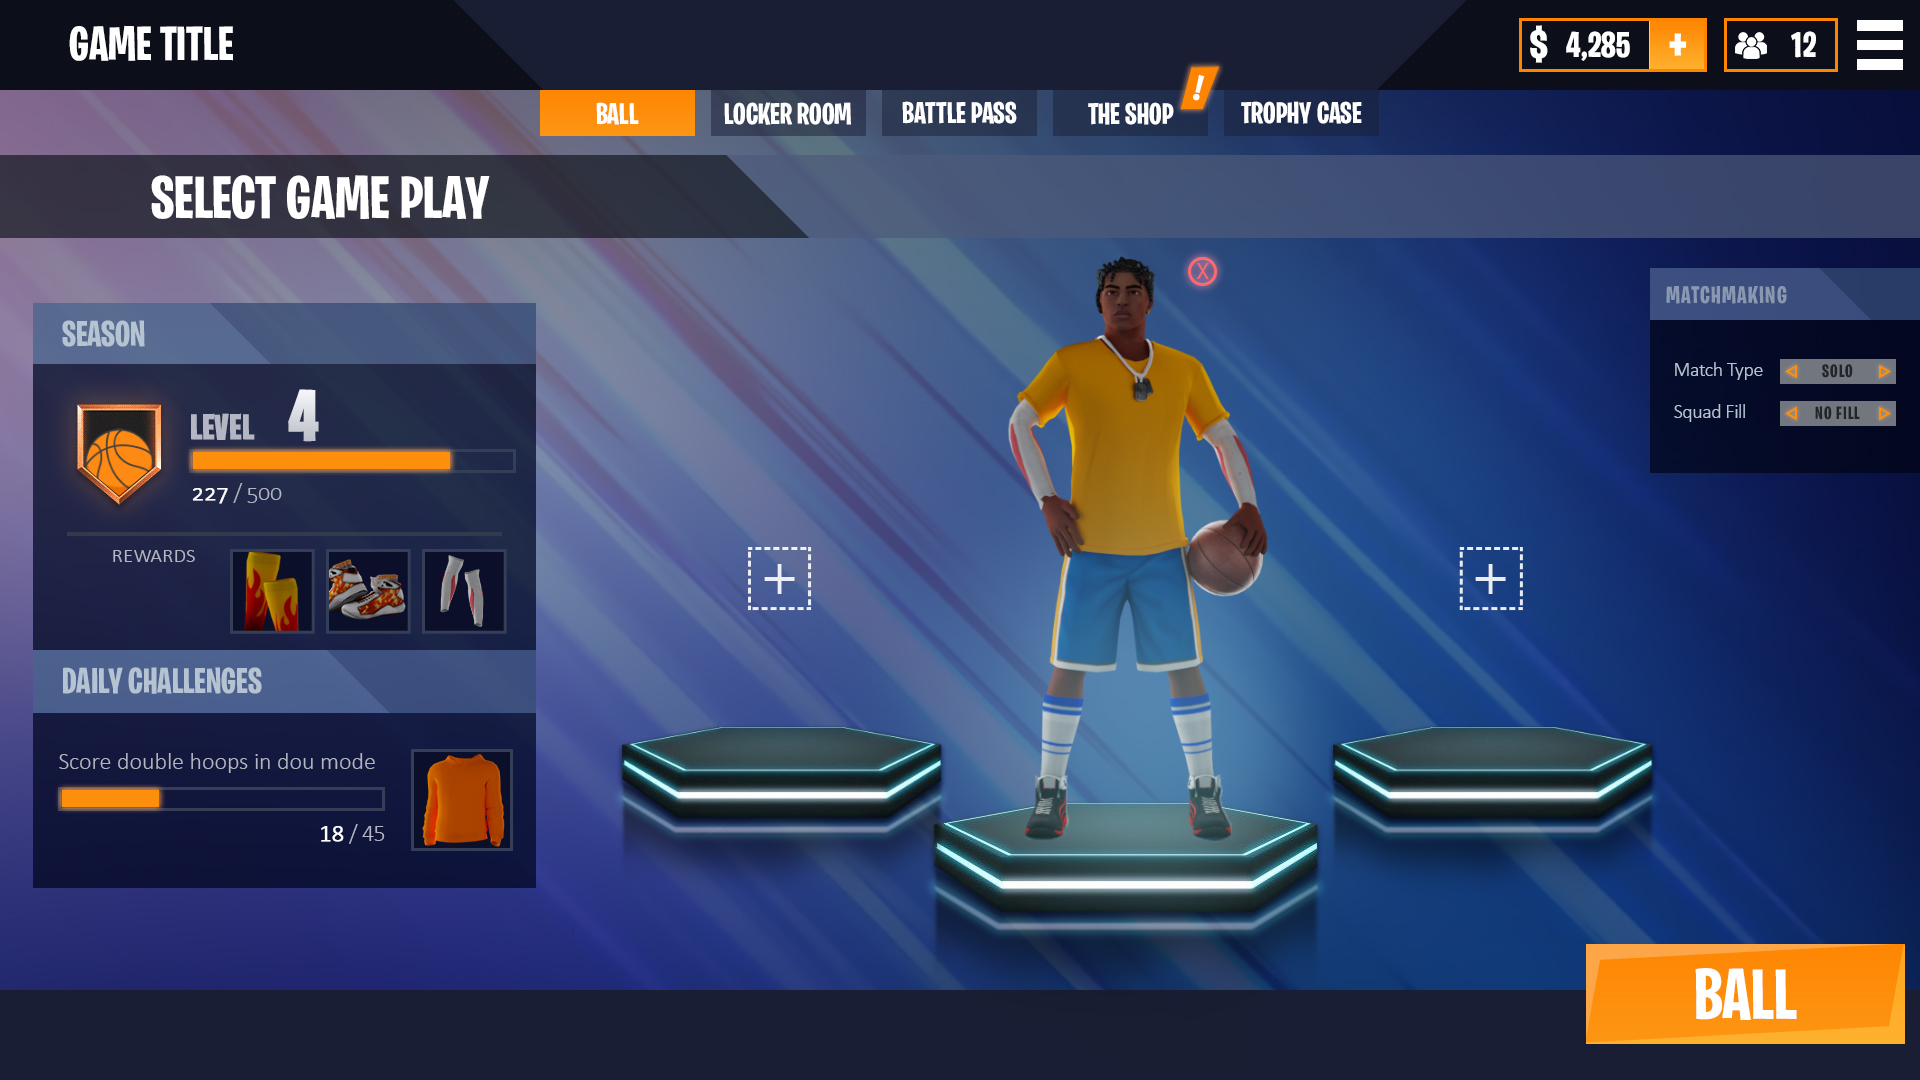 GAME TITLE
$ 4,285 +
12
BALL
LOCKER ROOM
BATTLE PASS
THE SHOP
!
TROPHY CASE
SELECT GAME PLAY
SEASON
LEVEL 4
227 / 500
REWARDS
DAILY CHALLENGES
Score double hoops in dou mode
18 / 45
X
MATCHMAKING
Match Type SOLO
Squad Fill NO FILL
BALL